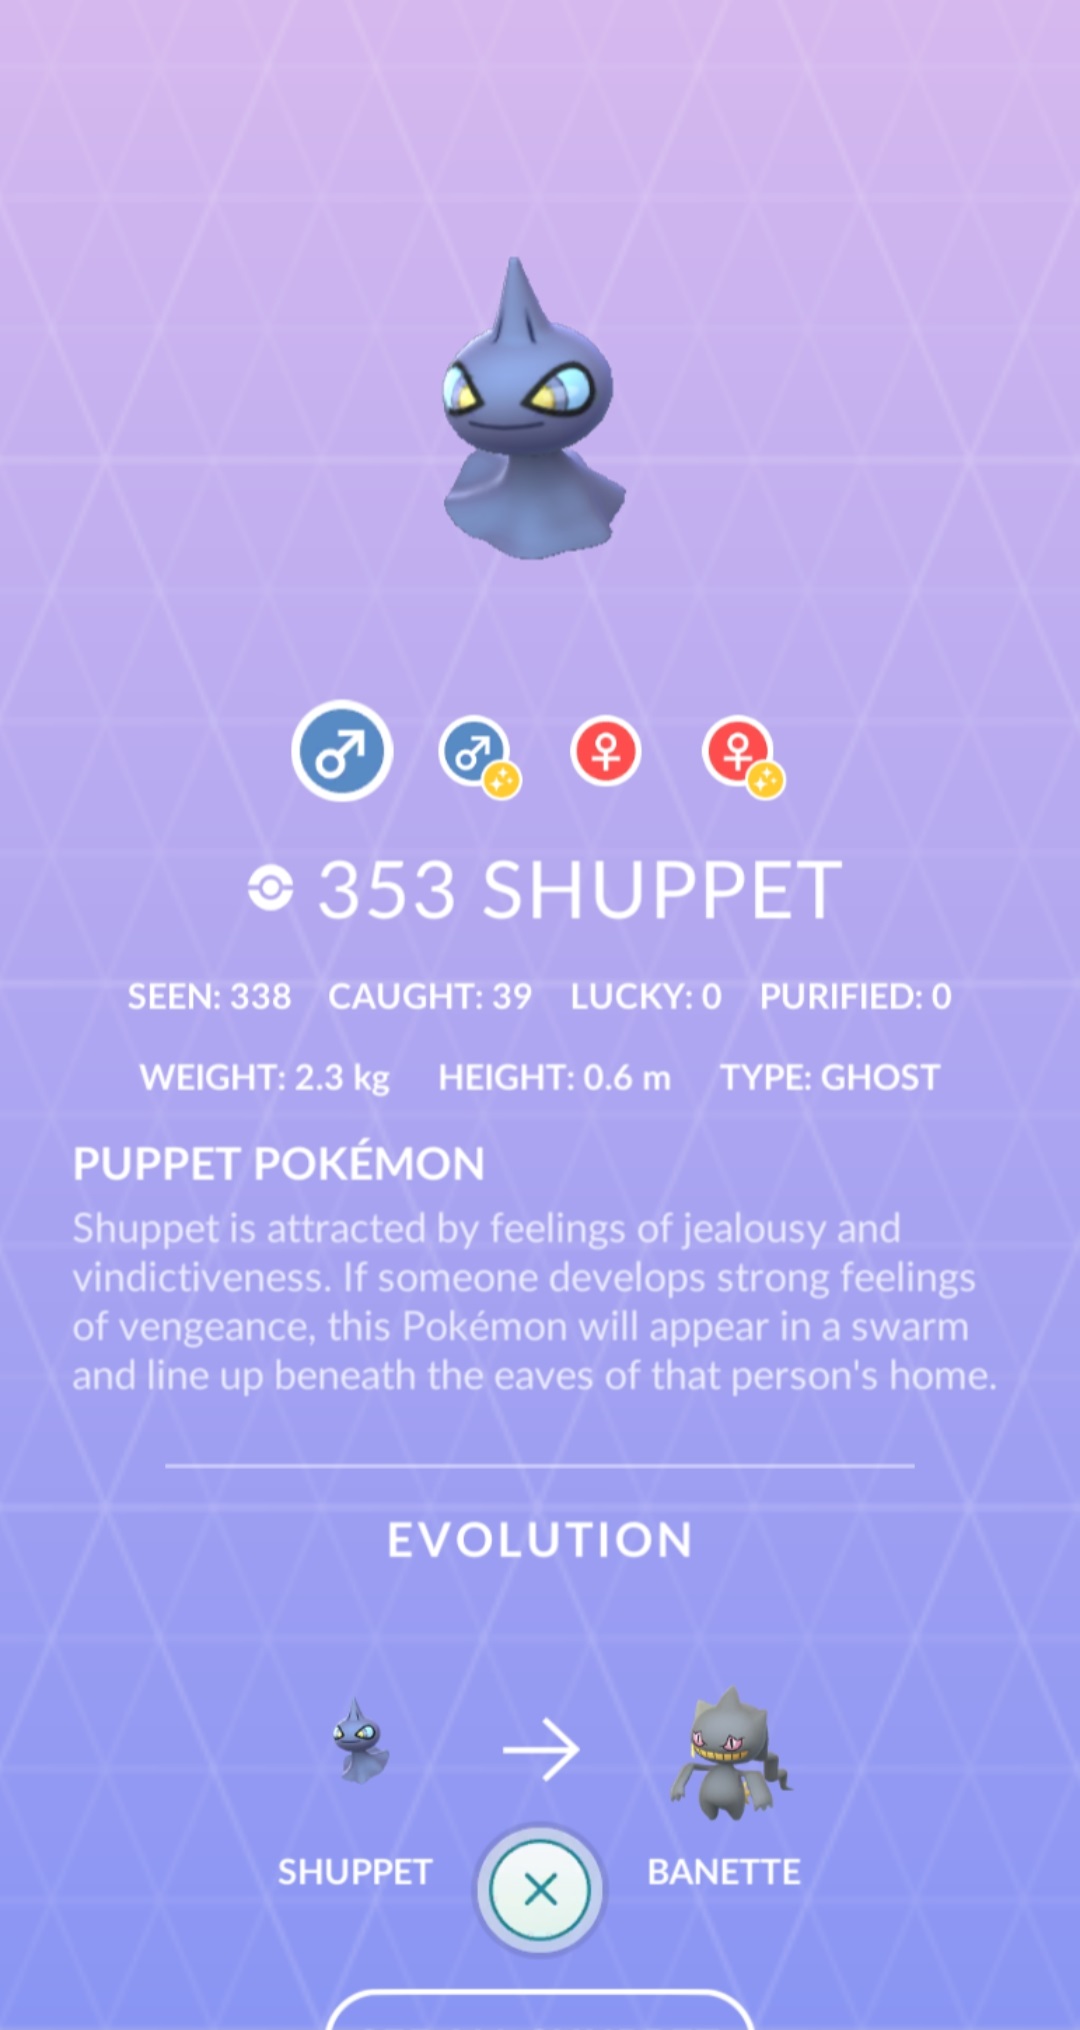 353 SHUPPET
SEEN: 338 CAUGHT: 39 LUCKY: 0 PURIFIED: 0
WEIGHT: 2.3 kg HEIGHT: 0.6 m TYPE: GHOST
PUPPET POKÉMON
Shuppet is attracted by feelings of jealousy and
vindictiveness. If someone develops strong feelings
of vengeance, this Pokémon will appear in a swarm
and line up beneath the eaves of that person's home.
EVOLUTION
SHUPPET BANETTE